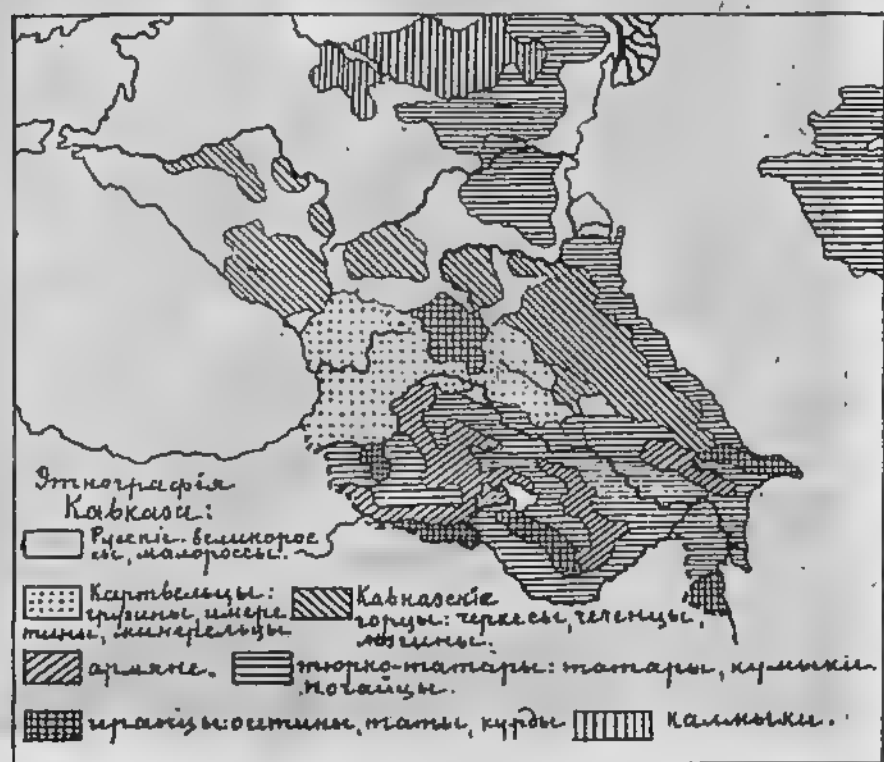 Этнографія
Кавказа:
Русскіе-великорос
сы, малороссы.
Картвельцы:
грузины, имере
тины, мингрельцы
Кавказскіе
горцы: черкесы, чеченцы,
лезгины.
армяне.
тюрко-татары: татары, кумыки,
ногайцы.
иранцы: осетины, таты, курды
калмыки.